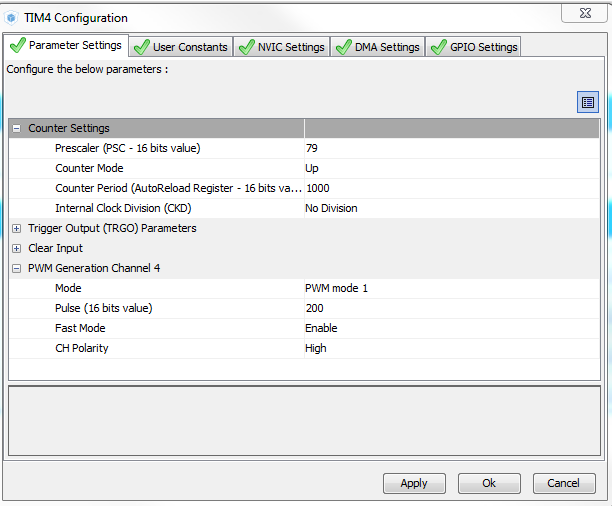 TIM4 Configuration
Parameter Settings User Constants NVIC Settings DMA Settings GPIO Settings
Configure the below parameters :
Counter Settings
Prescaler (PSC - 16 bits value) 79
Counter Mode Up
Counter Period (AutoReload Register - 16 bits va... 1000
Internal Clock Division (CKD) No Division
Trigger Output (TRGO) Parameters
Clear Input
PWM Generation Channel 4
Mode PWM mode 1
Pulse (16 bits value) 200
Fast Mode Enable
CH Polarity High
Apply Ok Cancel